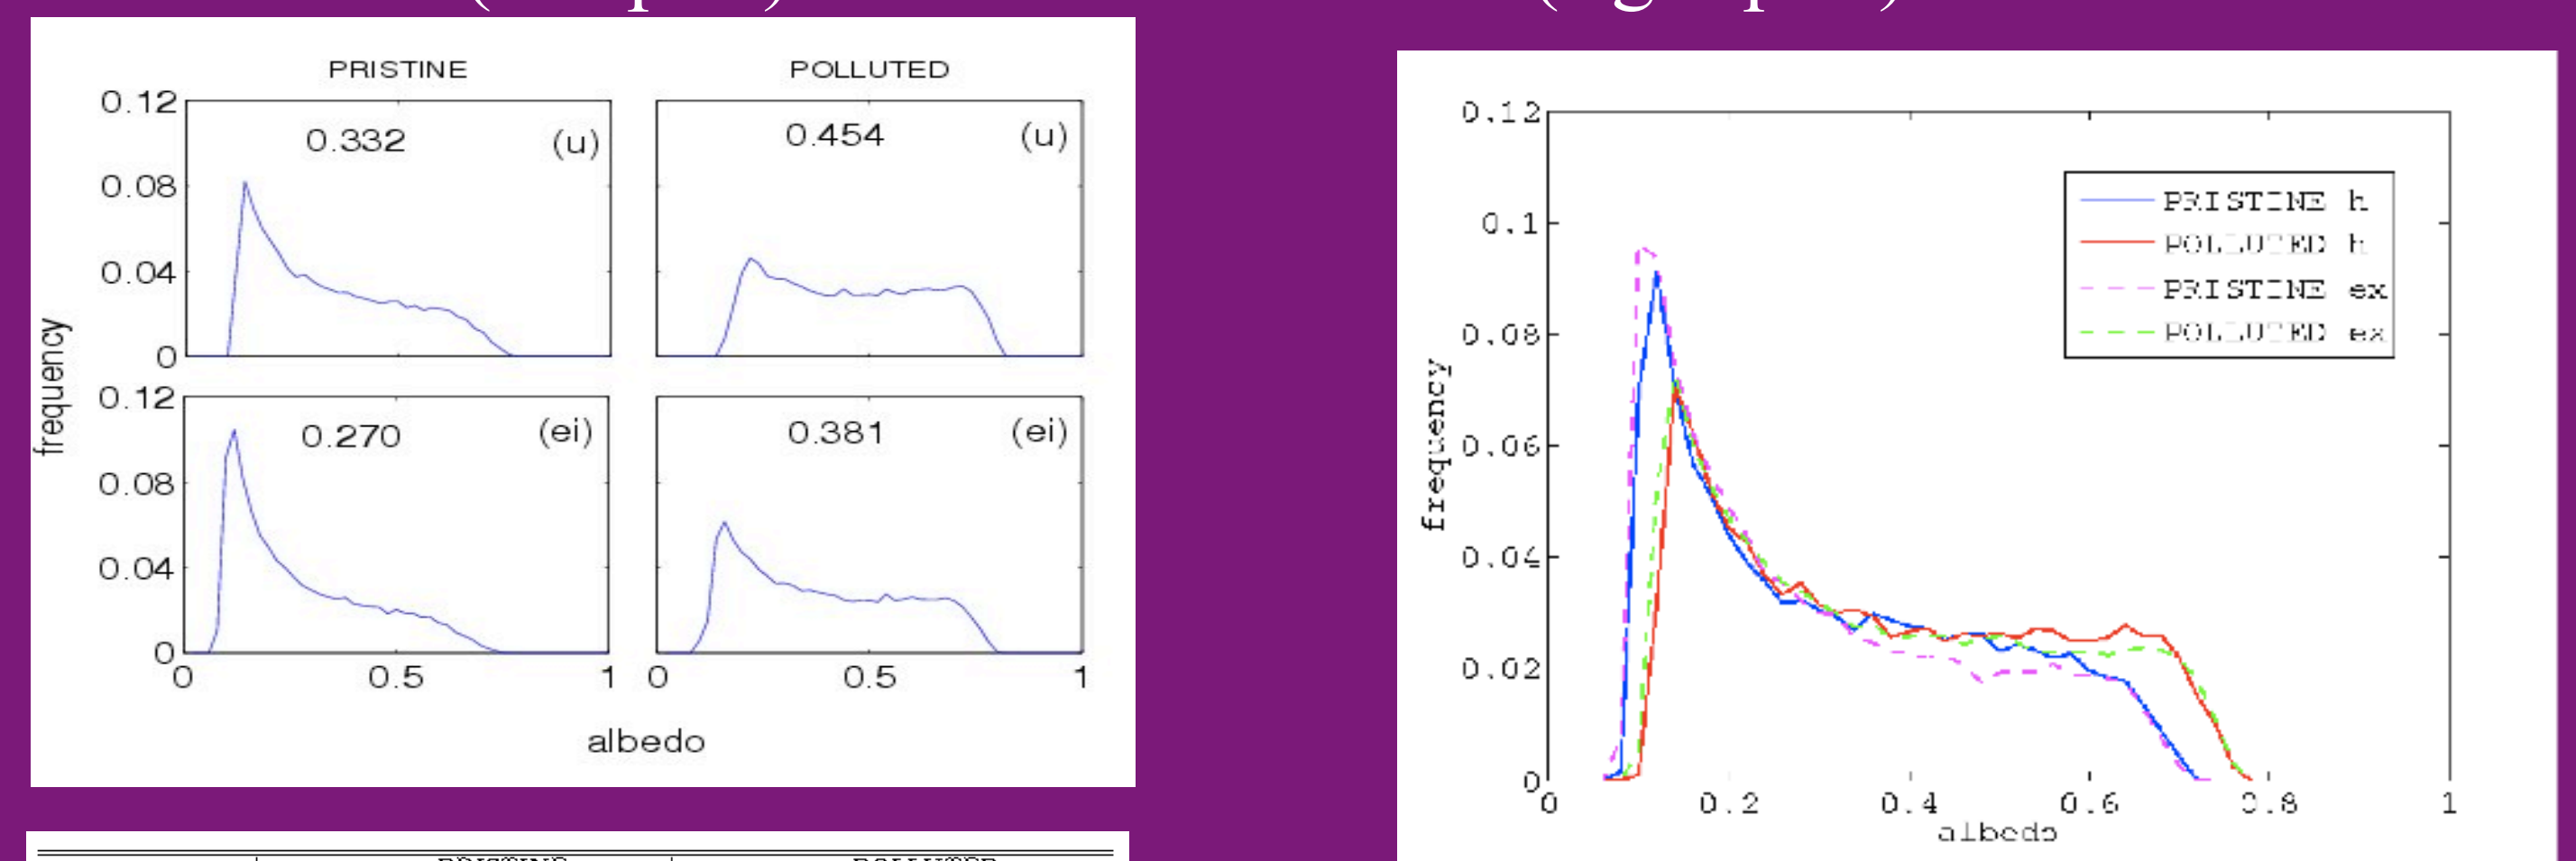 PRISTINE POLLUTED
0.12
0.332 (u) 0.454 (u)
0.08
0.04
0
frequency
0.12
0.270 (ei) 0.381 (ei)
0.08
0.04
0
0 0.5 1 0 0.5 1
albedo
0.12
0.1
0.08
0.06
0.04
0.02
0
frequency
PRISTINE h
POLLUTED h
PRISTINE ex
POLLUTED ex
0 0.2 0.4 0.6 0.8 1
albedo